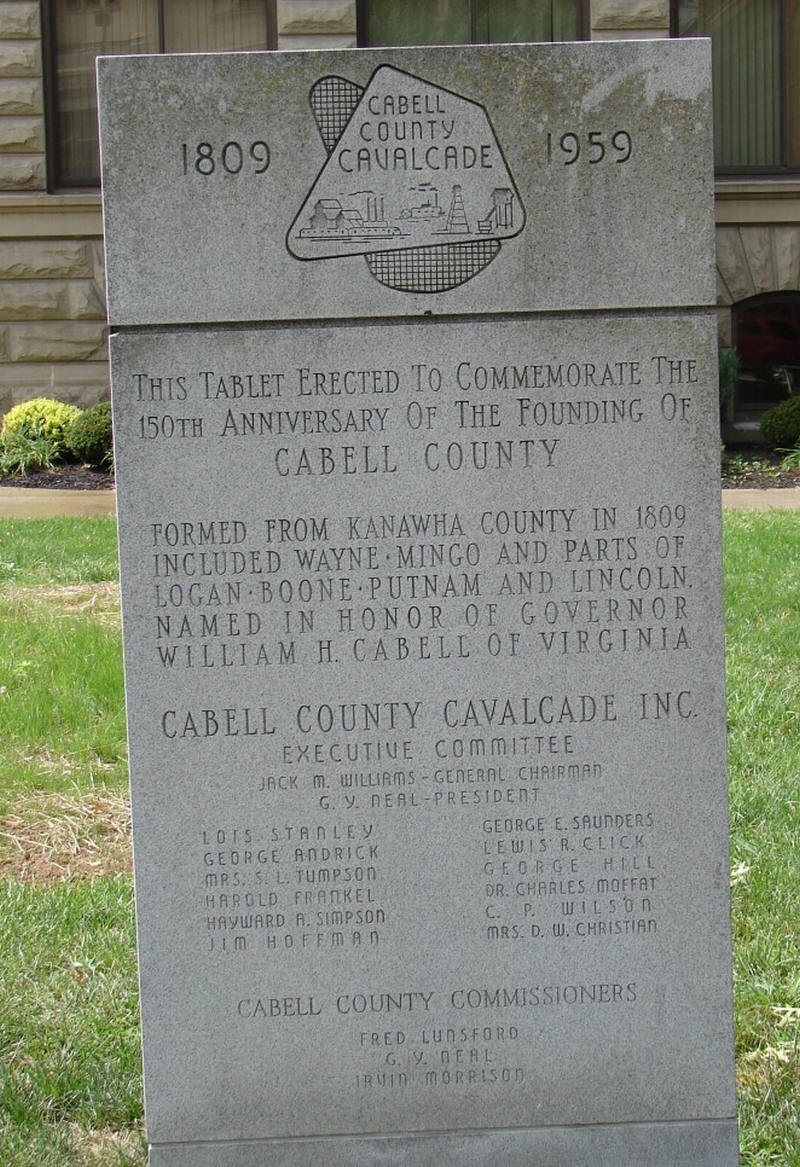 1809
CABELL
COUNTY
CAVALCADE
1959
THIS TABLET ERECTED TO COMMEMORATE THE
150TH ANNIVERSARY OF THE FOUNDING OF
CABELL COUNTY
FORMED FROM KANAWHA COUNTY IN 1809
INCLUDED WAYNE·MINGO AND PARTS OF
LOGAN·BOONE·PUTNAM AND LINCOLN.
NAMED IN HONOR OF GOVERNOR
WILLIAM H. CABELL OF VIRGINIA
CABELL COUNTY CAVALCADE INC.
EXECUTIVE COMMITTEE
JACK M. WILLIAMS-GENERAL CHAIRMAN
G. Y. NEAL-PRESIDENT
LOIS STANLEY
GEORGE ANDRICK
MRS. S. L. TUMPSON
HAROLD FRANKEL
HAYWARD A. SIMPSON
JIM HOFFMAN
GEORGE E. SAUNDERS
LEWIS R. CLICK
GEORGE HILL
DR. CHARLES MOFFAT
C. P. WILSON
MRS. D. W. CHRISTIAN
CABELL COUNTY COMMISSIONERS
FRED LUNSFORD
G. Y. NEAL
IRVIN MORRISON